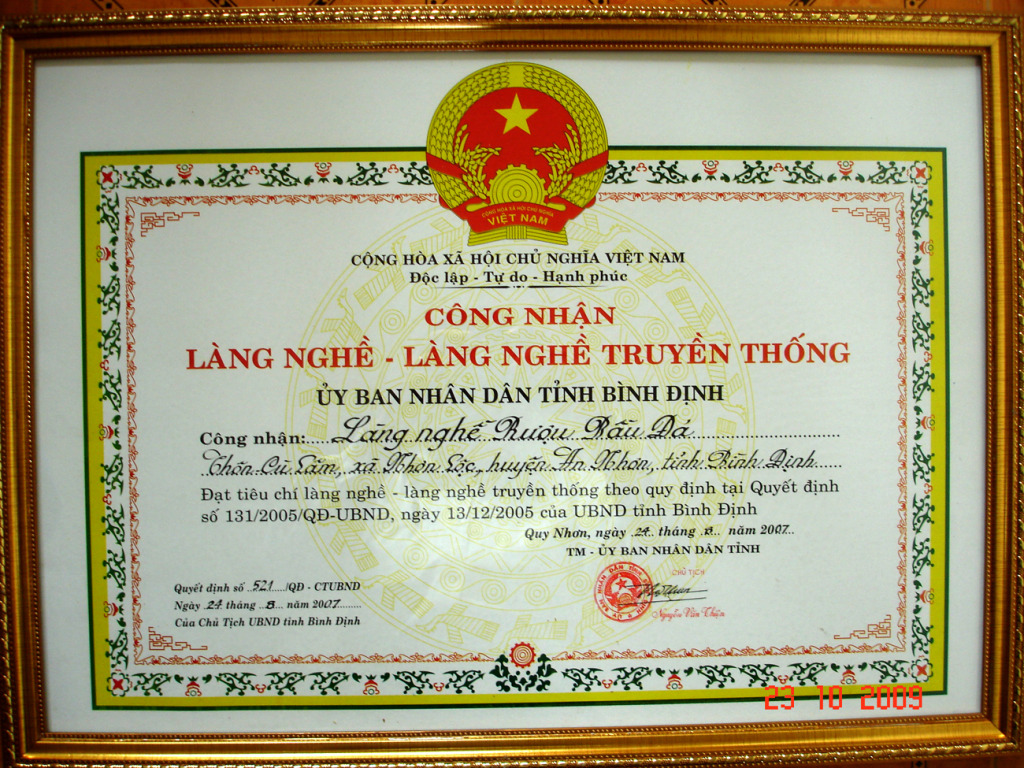 CỘNG HÒA XÃ HỘI CHỦ NGHĨA
VIỆT NAM
CỘNG HÒA XÃ HỘI CHỦ NGHĨA VIỆT NAM
Độc lập - Tự do - Hạnh phúc
CÔNG NHẬN
LÀNG NGHỀ - LÀNG NGHỀ TRUYỀN THỐNG
ỦY BAN NHÂN DÂN TỈNH BÌNH ĐỊNH
Công nhận:.....Làng nghề Rượu Bầu Đá
Thôn Cù Lâm, xã Nhơn Lộc, huyện An Nhơn, tỉnh Bình Định......
Đạt tiêu chí làng nghề - làng nghề truyền thống theo quy định tại Quyết định
số 131/2005/QĐ-UBND, ngày 13/12/2005 của UBND tỉnh Bình Định
Quy Nhơn, ngày 24.. tháng 8... năm 2007...
TM - ỦY BAN NHÂN DÂN TỈNH
CHỦ TỊCH
Nguyễn Văn Thiện
Quyết định số 521 /QĐ - CTUBND
Ngày 24 tháng 8 năm 2007
Của Chủ Tịch UBND tỉnh Bình Định
23 10 2009